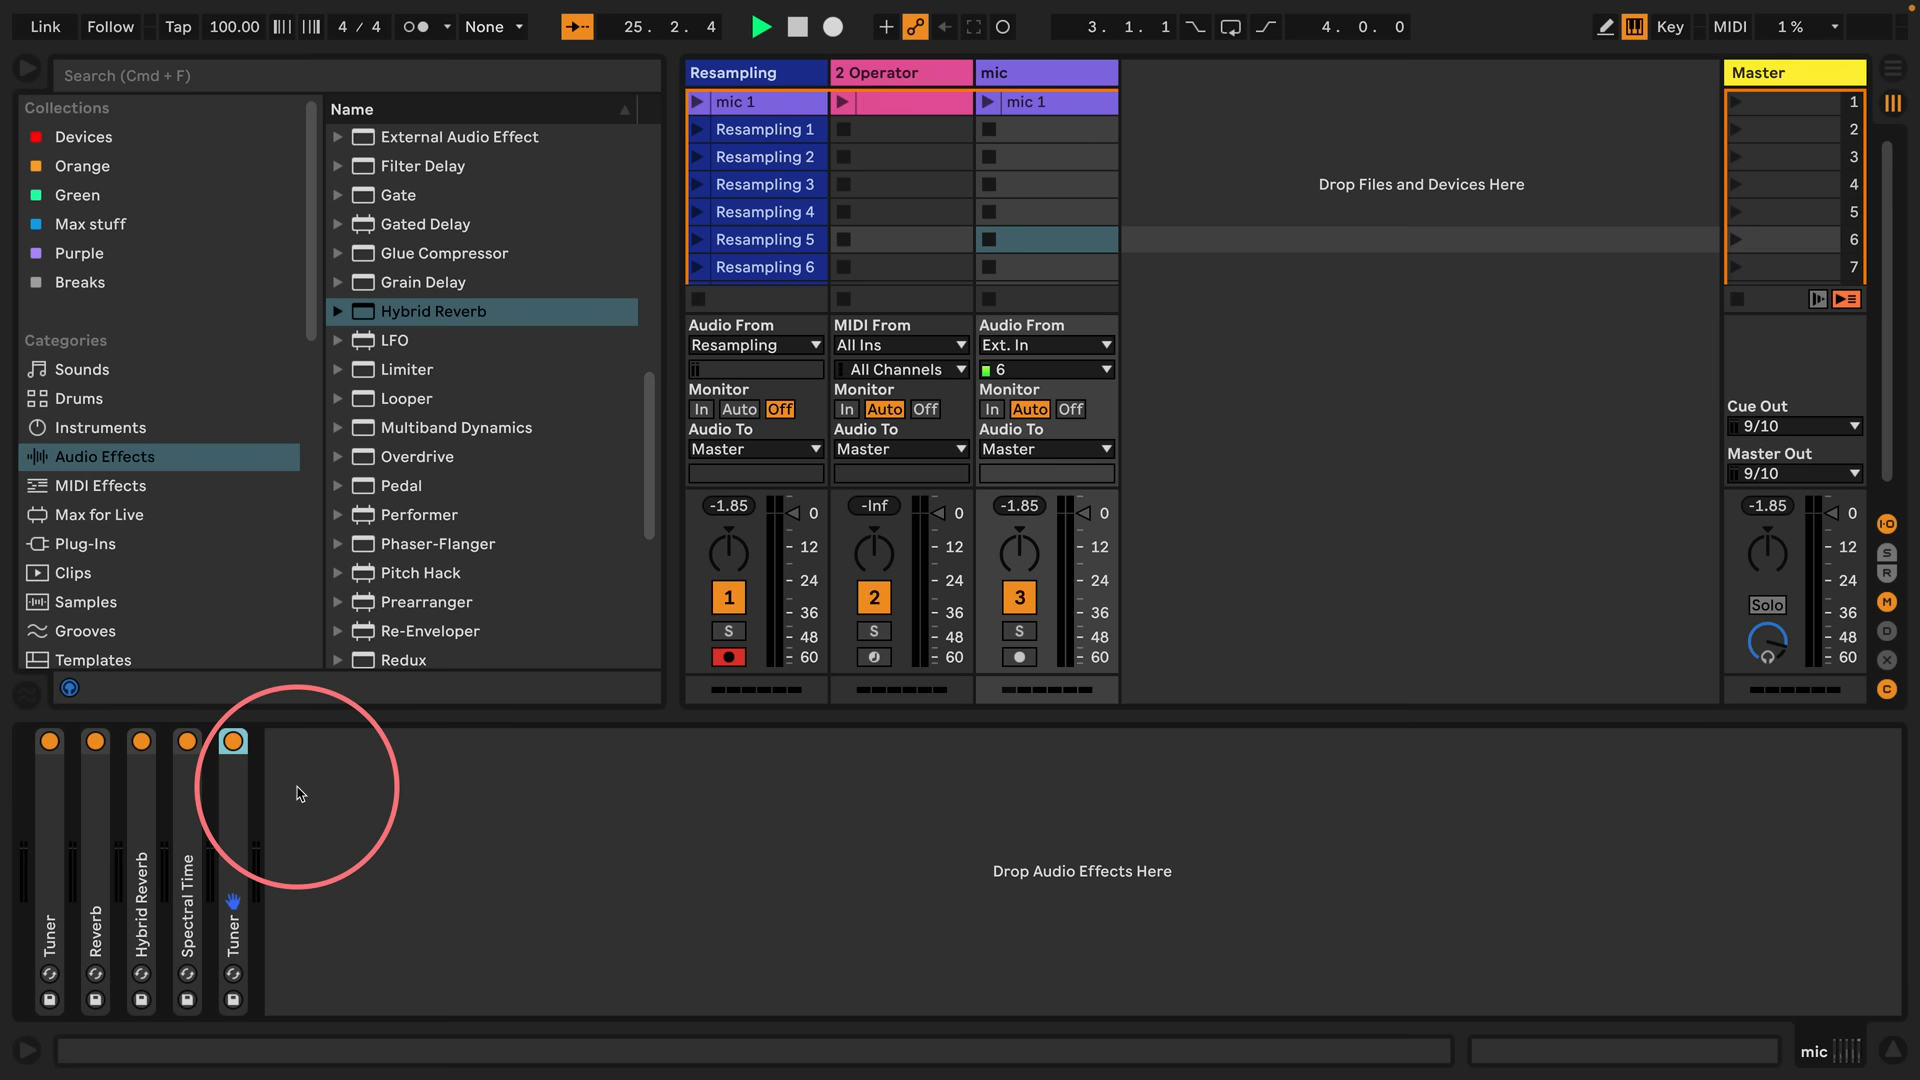 Link Follow Tap 100.00 4 / 4 None 25. 2. 4 3. 1. 1 4. 0. 0 Key MIDI 1 %
Search (Cmd + F)
Collections
Devices
Orange
Green
Max stuff
Purple
Breaks
Categories
Sounds
Drums
Instruments
Audio Effects
MIDI Effects
Max for Live
Plug-Ins
Clips
Samples
Grooves
Templates
Name
External Audio Effect
Filter Delay
Gate
Gated Delay
Glue Compressor
Grain Delay
Hybrid Reverb
LFO
Limiter
Looper
Multiband Dynamics
Overdrive
Pedal
Performer
Phaser-Flanger
Pitch Hack
Prearranger
Re-Enveloper
Redux
Resampling
mic 1
Resampling 1
Resampling 2
Resampling 3
Resampling 4
Resampling 5
Resampling 6
Audio From
Resampling
Monitor
In Auto Off
Audio To
Master
-1.85
0
12
24
36
48
60
1
S
2 Operator
MIDI From
All Ins
All Channels
Monitor
In Auto Off
Audio To
Master
-Inf
0
12
24
36
48
60
2
S
mic
mic 1
Audio From
Ext. In
6
Monitor
In Auto Off
Audio To
Master
-1.85
0
12
24
36
48
60
3
S
Drop Files and Devices Here
Master
1
2
3
4
5
6
7
Cue Out
9/10
Master Out
9/10
-1.85
0
12
24
36
48
60
Solo
I·O
S
R
M
D
X
C
Tuner
Reverb
Hybrid Reverb
Spectral Time
Tuner
Drop Audio Effects Here
mic